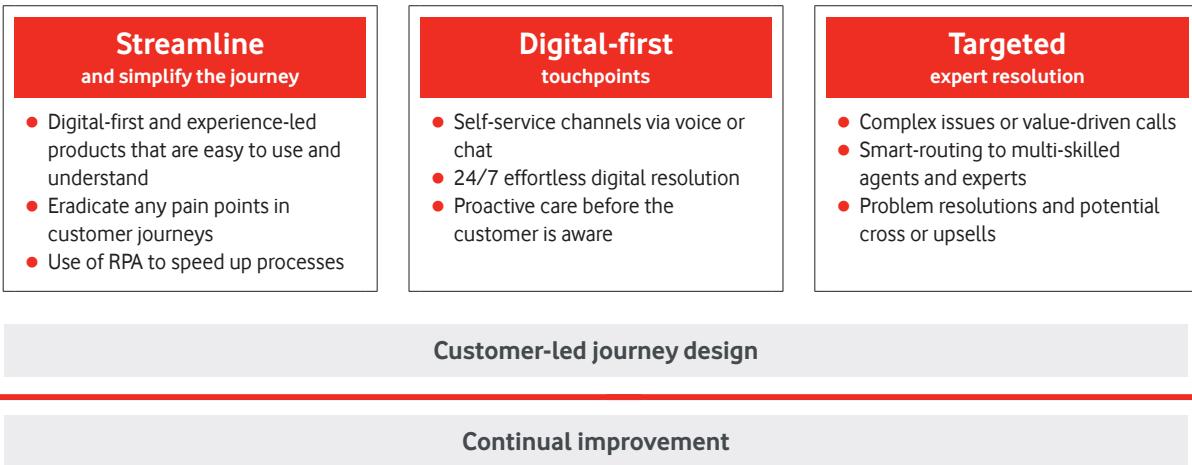 Streamline
and simplify the journey
● Digital-first and experience-led
products that are easy to use and
understand
● Eradicate any pain points in
customer journeys
● Use of RPA to speed up processes
Digital-first
touchpoints
● Self-service channels via voice or
chat
● 24/7 effortless digital resolution
● Proactive care before the
customer is aware
Targeted
expert resolution
● Complex issues or value-driven calls
● Smart-routing to multi-skilled
agents and experts
● Problem resolutions and potential
cross or upsells
Customer-led journey design
Continual improvement